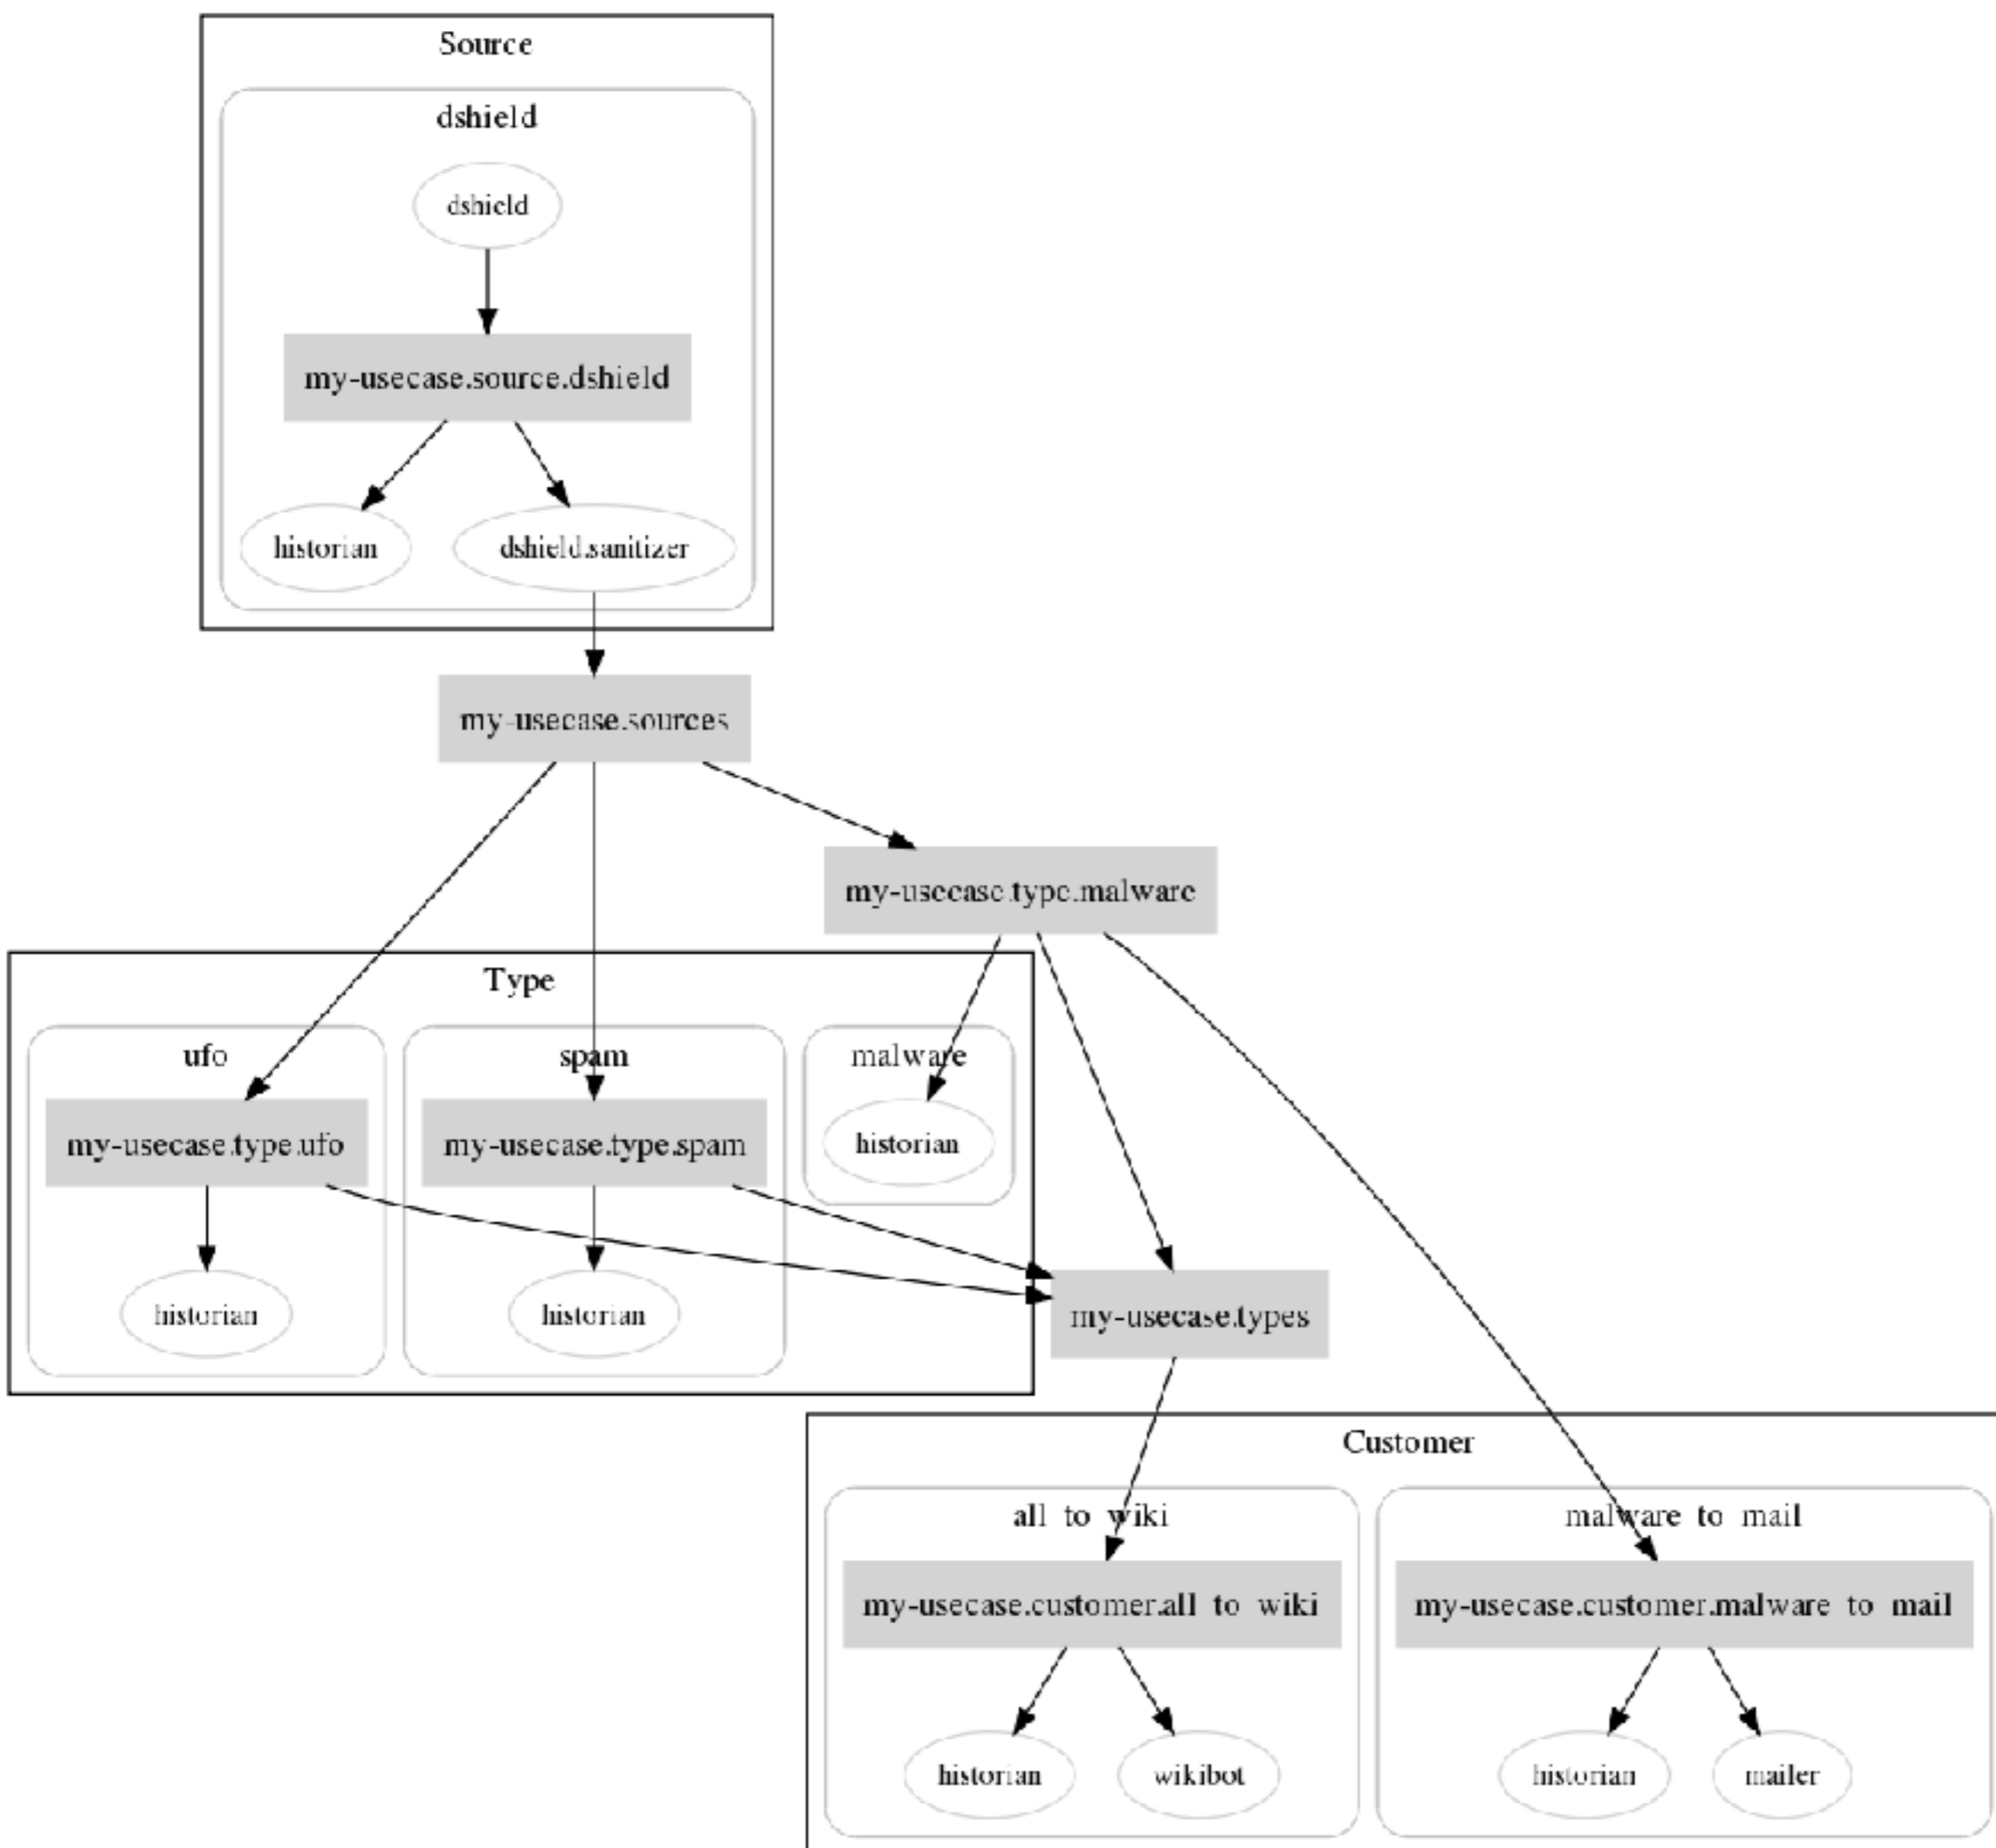 Source
dshield
dshield
my-usecase.source.dshield
historian
dshield.sanitizer
my-usecase.sources
my-usecase.type.malware
Type
ufo
spam
malware
my-usecase.type.ufo
my-usecase.type.spam
historian
historian
historian
my-usecase.types
Customer
all to wiki
malware to mail
my-usecase.customer.all to wiki
my-usecase.customer.malware to mail
historian
wikibot
historian
mailer